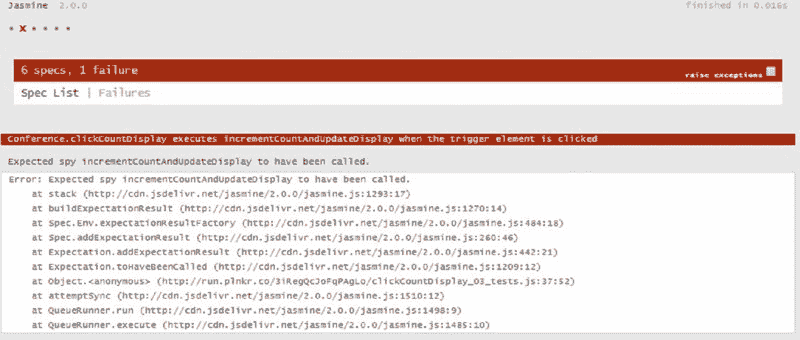 Jasmine 2.0.0 finished in 0.016s
• x • • • •
6 specs, 1 failure
raise exceptions
Spec List | Failures
Conference.clickCountDisplay executes incrementCountAndUpdateDisplay when the trigger element is clicked
Expected spy incrementCountAndUpdateDisplay to have been called.
Error: Expected spy incrementCountAndUpdateDisplay to have been called.
at stack (http://cdn.jsdelivr.net/jasmine/2.0.0/jasmine.js:1293:17)
at buildExpectationResult (http://cdn.jsdelivr.net/jasmine/2.0.0/jasmine.js:1270:14)
at Spec.Env.expectationResultFactory (http://cdn.jsdelivr.net/jasmine/2.0.0/jasmine.js:484:18)
at Spec.addExpectationResult (http://cdn.jsdelivr.net/jasmine/2.0.0/jasmine.js:260:46)
at Expectation.addExpectationResult (http://cdn.jsdelivr.net/jasmine/2.0.0/jasmine.js:442:21)
at Expectation.toHaveBeenCalled (http://cdn.jsdelivr.net/jasmine/2.0.0/jasmine.js:1209:12)
at Object.<anonymous> (http://run.plnkr.co/3iRegQcJoFqPAgLo/clickCountDisplay_03_tests.js:37:52)
at attemptSync (http://cdn.jsdelivr.net/jasmine/2.0.0/jasmine.js:1510:12)
at QueueRunner.run (http://cdn.jsdelivr.net/jasmine/2.0.0/jasmine.js:1498:9)
at QueueRunner.execute (http://cdn.jsdelivr.net/jasmine/2.0.0/jasmine.js:1485:10)